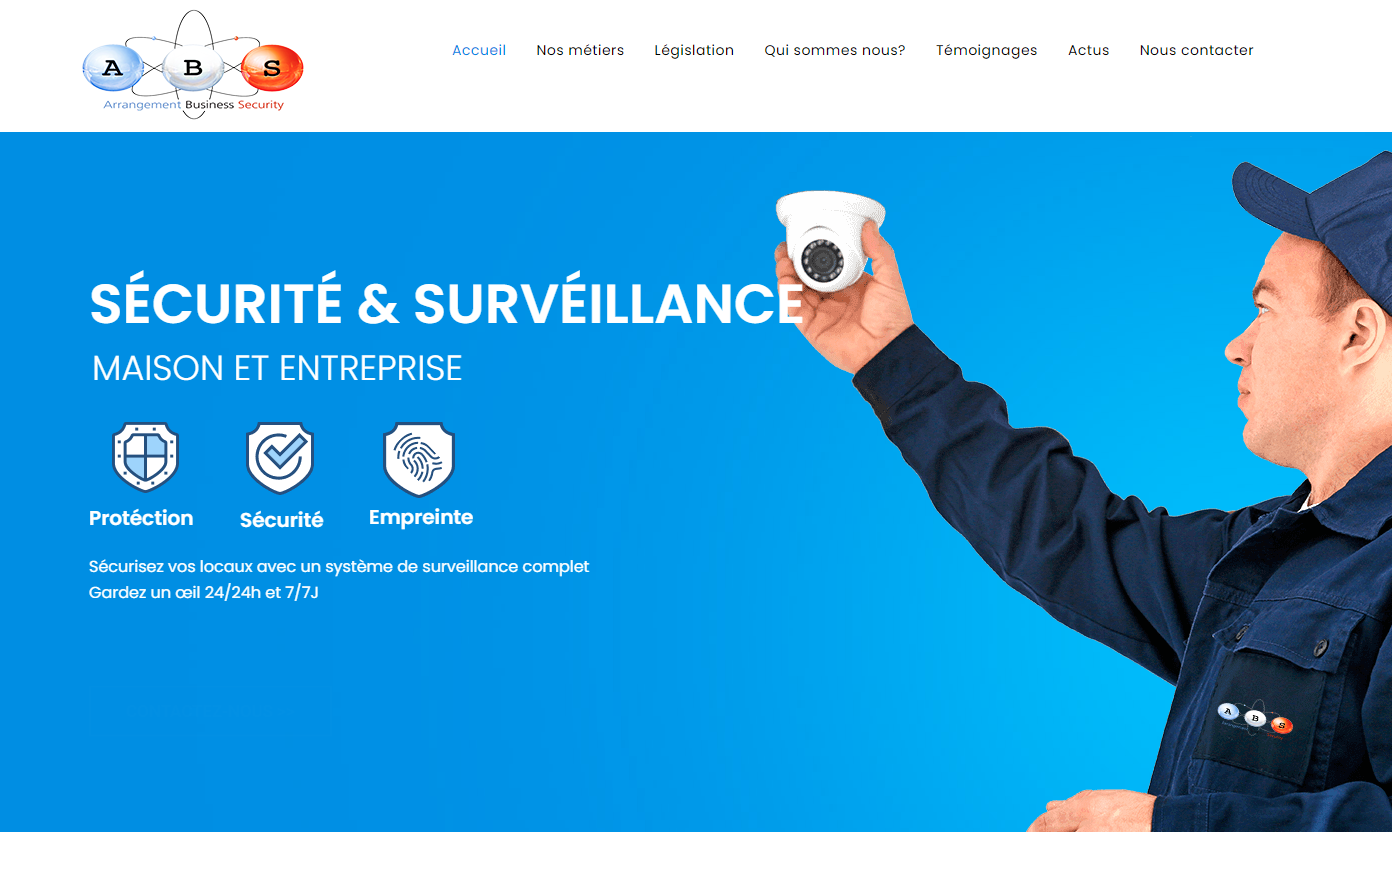 A B S
Arrangement Business Security
Accueil Nos métiers Législation Qui sommes nous? Témoignages Actus Nous contacter
SÉCURITÉ & SURVÉILLANCE
MAISON ET ENTREPRISE
Protéction Sécurité Empreinte
Sécurisez vos locaux avec un système de surveillance complet
Gardez un œil 24/24h et 7/7J
A B S